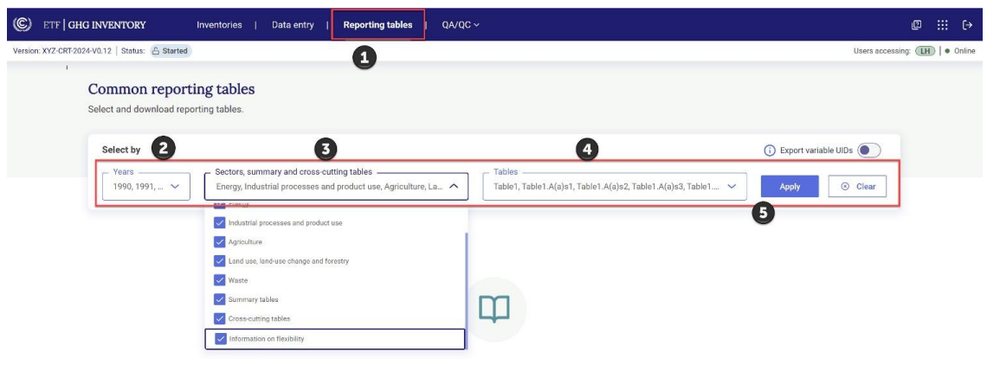 ETF | GHG INVENTORY Inventories | Data entry | Reporting tables | QA/QC
Version: XYZ-CRT-2024-V0.12 | Status: Started Users accessing: LH | Online
1
Common reporting tables
Select and download reporting tables.
Select by 2 3 4 Export variable UIDs
Years Sectors, summary and cross-cutting tables Tables
1990, 1991, ... Energy, Industrial processes and product use, Agriculture, La... Table1, Table1.A(a)s1, Table1.A(a)s2, Table1.A(a)s3, Table1.... Apply Clear
5
Industrial processes and product use
Agriculture
Land use, land-use change and forestry
Waste
Summary tables
Cross-cutting tables
Information on flexibility